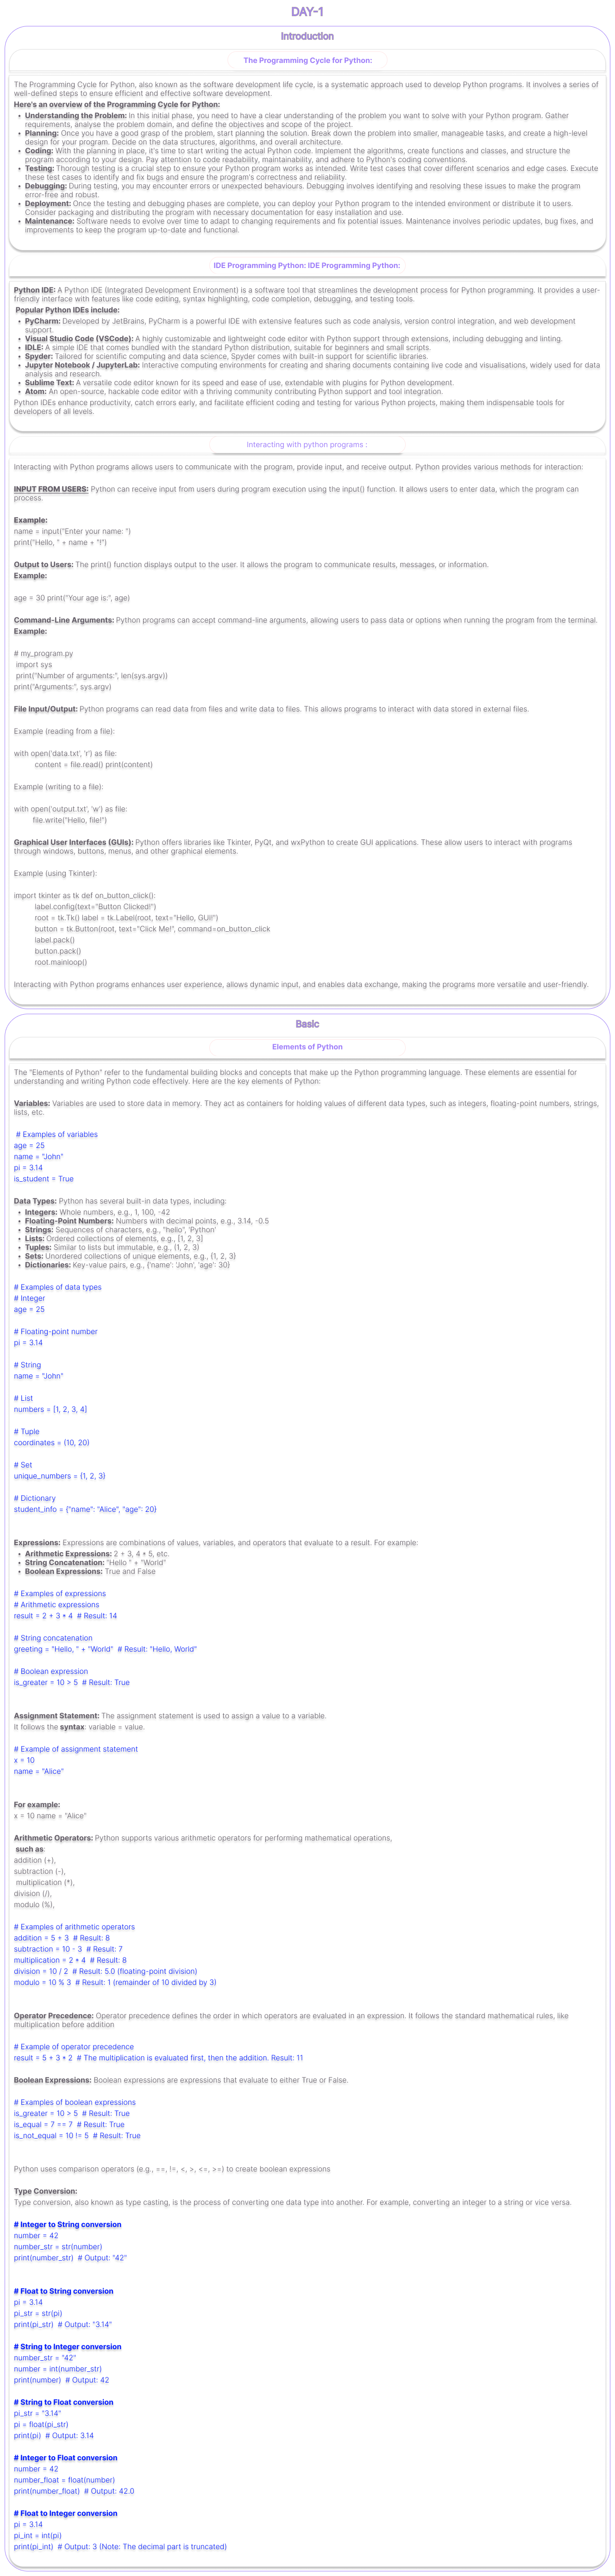 DAY-1
Introduction
The Programming Cycle for Python:
The Programming Cycle for Python, also known as the software development life cycle, is a systematic approach used to develop Python programs. It involves a series of
well-defined steps to ensure efficient and effective software development.
Here's an overview of the Programming Cycle for Python:
• Understanding the Problem: In this initial phase, you need to have a clear understanding of the problem you want to solve with your Python program. Gather
requirements, analyse the problem domain, and define the objectives and scope of the project.
• Planning: Once you have a good grasp of the problem, start planning the solution. Break down the problem into smaller, manageable tasks, and create a high-level
design for your program. Decide on the data structures, algorithms, and overall architecture.
• Coding: With the planning in place, it's time to start writing the actual Python code. Implement the algorithms, create functions and classes, and structure the
program according to your design. Pay attention to code readability, maintainability, and adhere to Python's coding conventions.
• Testing: Thorough testing is a crucial step to ensure your Python program works as intended. Write test cases that cover different scenarios and edge cases. Execute
these test cases to identify and fix bugs and ensure the program's correctness and reliability.
• Debugging: During testing, you may encounter errors or unexpected behaviours. Debugging involves identifying and resolving these issues to make the program
error-free and robust.
• Deployment: Once the testing and debugging phases are complete, you can deploy your Python program to the intended environment or distribute it to users.
Consider packaging and distributing the program with necessary documentation for easy installation and use.
• Maintenance: Software needs to evolve over time to adapt to changing requirements and fix potential issues. Maintenance involves periodic updates, bug fixes, and
improvements to keep the program up-to-date and functional.
IDE Programming Python: IDE Programming Python:
Python IDE: A Python IDE (Integrated Development Environment) is a software tool that streamlines the development process for Python programming. It provides a user-
friendly interface with features like code editing, syntax highlighting, code completion, debugging, and testing tools.
Popular Python IDEs include:
• PyCharm: Developed by JetBrains, PyCharm is a powerful IDE with extensive features such as code analysis, version control integration, and web development
support.
• Visual Studio Code (VSCode): A highly customizable and lightweight code editor with Python support through extensions, including debugging and linting.
• IDLE: A simple IDE that comes bundled with the standard Python distribution, suitable for beginners and small scripts.
• Spyder: Tailored for scientific computing and data science, Spyder comes with built-in support for scientific libraries.
• Jupyter Notebook / JupyterLab: Interactive computing environments for creating and sharing documents containing live code and visualisations, widely used for data
analysis and research.
• Sublime Text: A versatile code editor known for its speed and ease of use, extendable with plugins for Python development.
• Atom: An open-source, hackable code editor with a thriving community contributing Python support and tool integration.
Python IDEs enhance productivity, catch errors early, and facilitate efficient coding and testing for various Python projects, making them indispensable tools for
developers of all levels.
Interacting with python programs :
Interacting with Python programs allows users to communicate with the program, provide input, and receive output. Python provides various methods for interaction:
INPUT FROM USERS: Python can receive input from users during program execution using the input() function. It allows users to enter data, which the program can
process.
Example:
name = input("Enter your name: ")
print("Hello, " + name + "!")
Output to Users: The print() function displays output to the user. It allows the program to communicate results, messages, or information.
Example:
age = 30 print("Your age is:", age)
Command-Line Arguments: Python programs can accept command-line arguments, allowing users to pass data or options when running the program from the terminal.
Example:
# my_program.py
import sys
print("Number of arguments:", len(sys.argv))
print("Arguments:", sys.argv)
File Input/Output: Python programs can read data from files and write data to files. This allows programs to interact with data stored in external files.
Example (reading from a file):
with open('data.txt', 'r') as file:
content = file.read() print(content)
Example (writing to a file):
with open('output.txt', 'w') as file:
file.write("Hello, file!")
Graphical User Interfaces (GUIs): Python offers libraries like Tkinter, PyQt, and wxPython to create GUI applications. These allow users to interact with programs
through windows, buttons, menus, and other graphical elements.
Example (using Tkinter):
import tkinter as tk def on_button_click():
label.config(text="Button Clicked!")
root = tk.Tk() label = tk.Label(root, text="Hello, GUI!")
button = tk.Button(root, text="Click Me!", command=on_button_click
label.pack()
button.pack()
root.mainloop()
Interacting with Python programs enhances user experience, allows dynamic input, and enables data exchange, making the programs more versatile and user-friendly.
Basic
Elements of Python
The "Elements of Python" refer to the fundamental building blocks and concepts that make up the Python programming language. These elements are essential for
understanding and writing Python code effectively. Here are the key elements of Python:
Variables: Variables are used to store data in memory. They act as containers for holding values of different data types, such as integers, floating-point numbers, strings,
lists, etc.
# Examples of variables
age = 25
name = "John"
pi = 3.14
is_student = True
Data Types: Python has several built-in data types, including:
• Integers: Whole numbers, e.g., 1, 100, -42
• Floating-Point Numbers: Numbers with decimal points, e.g., 3.14, -0.5
• Strings: Sequences of characters, e.g., "hello", 'Python'
• Lists: Ordered collections of elements, e.g., [1, 2, 3]
• Tuples: Similar to lists but immutable, e.g., (1, 2, 3)
• Sets: Unordered collections of unique elements, e.g., {1, 2, 3}
• Dictionaries: Key-value pairs, e.g., {'name': 'John', 'age': 30}
# Examples of data types
# Integer
age = 25
# Floating-point number
pi = 3.14
# String
name = "John"
# List
numbers = [1, 2, 3, 4]
# Tuple
coordinates = (10, 20)
# Set
unique_numbers = {1, 2, 3}
# Dictionary
student_info = {"name": "Alice", "age": 20}
Expressions: Expressions are combinations of values, variables, and operators that evaluate to a result. For example:
• Arithmetic Expressions: 2 + 3, 4 * 5, etc.
• String Concatenation: "Hello " + "World"
• Boolean Expressions: True and False
# Examples of expressions
# Arithmetic expressions
result = 2 + 3 * 4 # Result: 14
# String concatenation
greeting = "Hello, " + "World" # Result: "Hello, World"
# Boolean expression
is_greater = 10 > 5 # Result: True
Assignment Statement: The assignment statement is used to assign a value to a variable.
It follows the syntax: variable = value.
# Example of assignment statement
x = 10
name = "Alice"
For example:
x = 10 name = "Alice"
Arithmetic Operators: Python supports various arithmetic operators for performing mathematical operations,
such as:
addition (+),
subtraction (-),
multiplication (*),
division (/),
modulo (%),
# Examples of arithmetic operators
addition = 5 + 3 # Result: 8
subtraction = 10 - 3 # Result: 7
multiplication = 2 * 4 # Result: 8
division = 10 / 2 # Result: 5.0 (floating-point division)
modulo = 10 % 3 # Result: 1 (remainder of 10 divided by 3)
Operator Precedence: Operator precedence defines the order in which operators are evaluated in an expression. It follows the standard mathematical rules, like
multiplication before addition
# Example of operator precedence
result = 5 + 3 * 2 # The multiplication is evaluated first, then the addition. Result: 11
Boolean Expressions: Boolean expressions are expressions that evaluate to either True or False.
# Examples of boolean expressions
is_greater = 10 > 5 # Result: True
is_equal = 7 == 7 # Result: True
is_not_equal = 10 != 5 # Result: True
Python uses comparison operators (e.g., ==, !=, <, >, <=, >=) to create boolean expressions
Type Conversion:
Type conversion, also known as type casting, is the process of converting one data type into another. For example, converting an integer to a string or vice versa.
# Integer to String conversion
number = 42
number_str = str(number)
print(number_str) # Output: "42"
# Float to String conversion
pi = 3.14
pi_str = str(pi)
print(pi_str) # Output: "3.14"
# String to Integer conversion
number_str = "42"
number = int(number_str)
print(number) # Output: 42
# String to Float conversion
pi_str = "3.14"
pi = float(pi_str)
print(pi) # Output: 3.14
# Integer to Float conversion
number = 42
number_float = float(number)
print(number_float) # Output: 42.0
# Float to Integer conversion
pi = 3.14
pi_int = int(pi)
print(pi_int) # Output: 3 (Note: The decimal part is truncated)